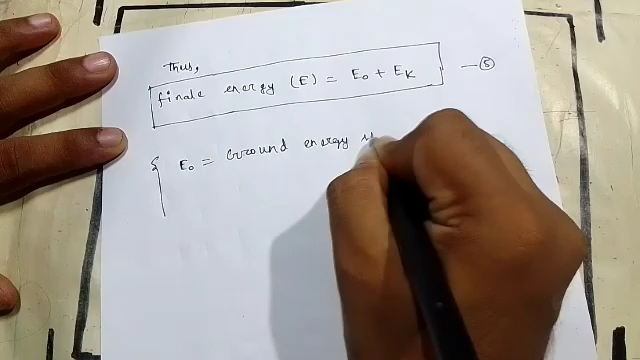 Thus,
finale energy (E) = E₀ + Eₖ —⑤
{ E₀ = Ground energy